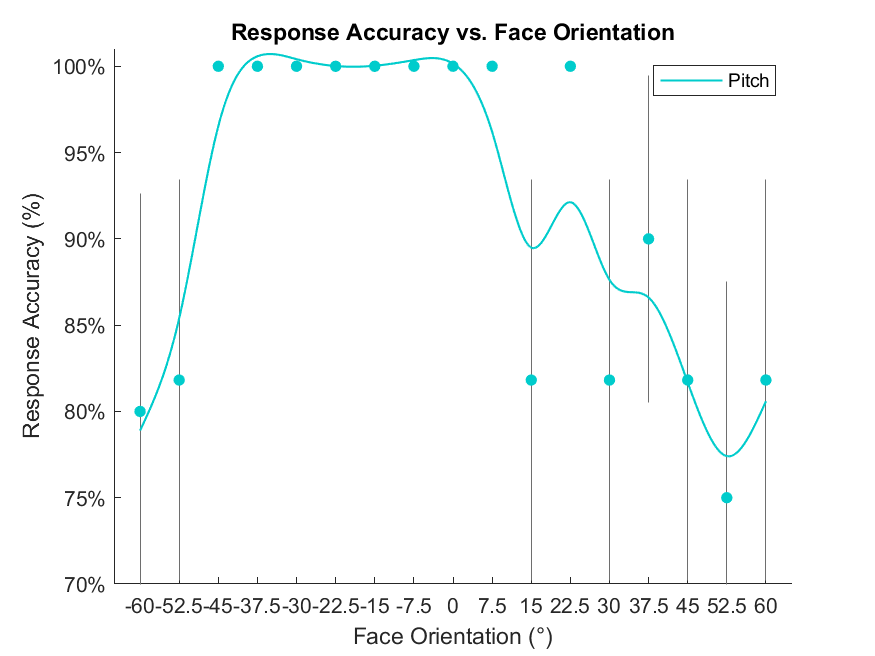 Response Accuracy vs. Face Orientation
100%
95%
90%
85%
80%
75%
70%
Response Accuracy (%)
Pitch
-60 -52.5 -45 -37.5 -30 -22.5 -15 -7.5 0 7.5 15 22.5 30 37.5 45 52.5 60
Face Orientation (°)